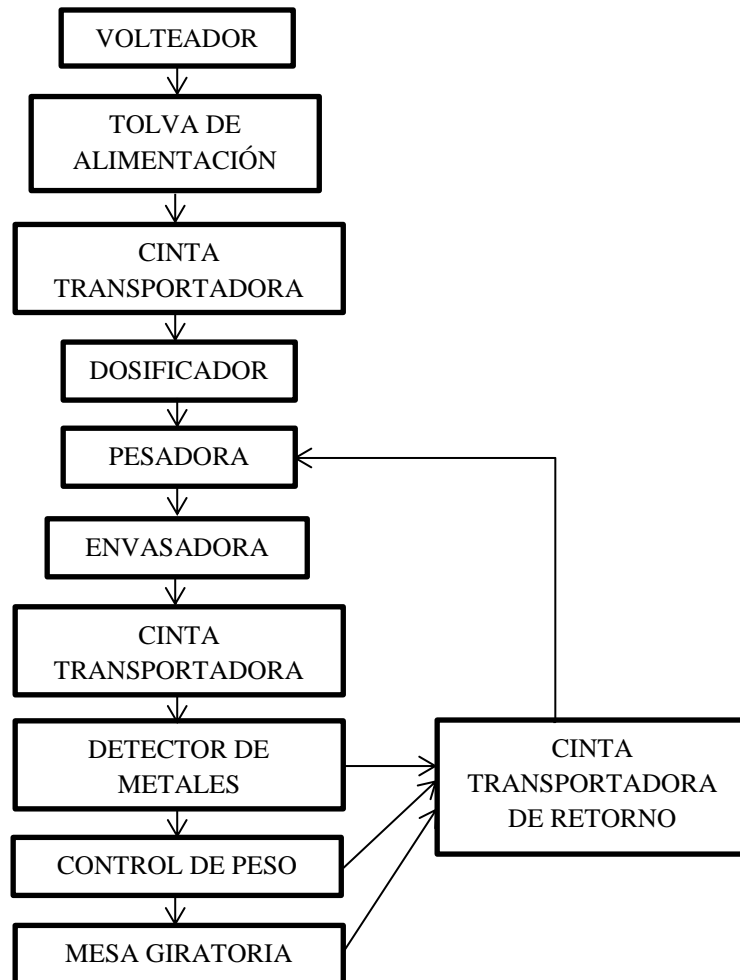 VOLTEADOR
TOLVA DE
ALIMENTACIÓN
CINTA
TRANSPORTADORA
DOSIFICADOR
PESADORA
ENVASADORA
CINTA
TRANSPORTADORA
DETECTOR DE
METALES
CONTROL DE PESO
MESA GIRATORIA
CINTA
TRANSPORTADORA
DE RETORNO